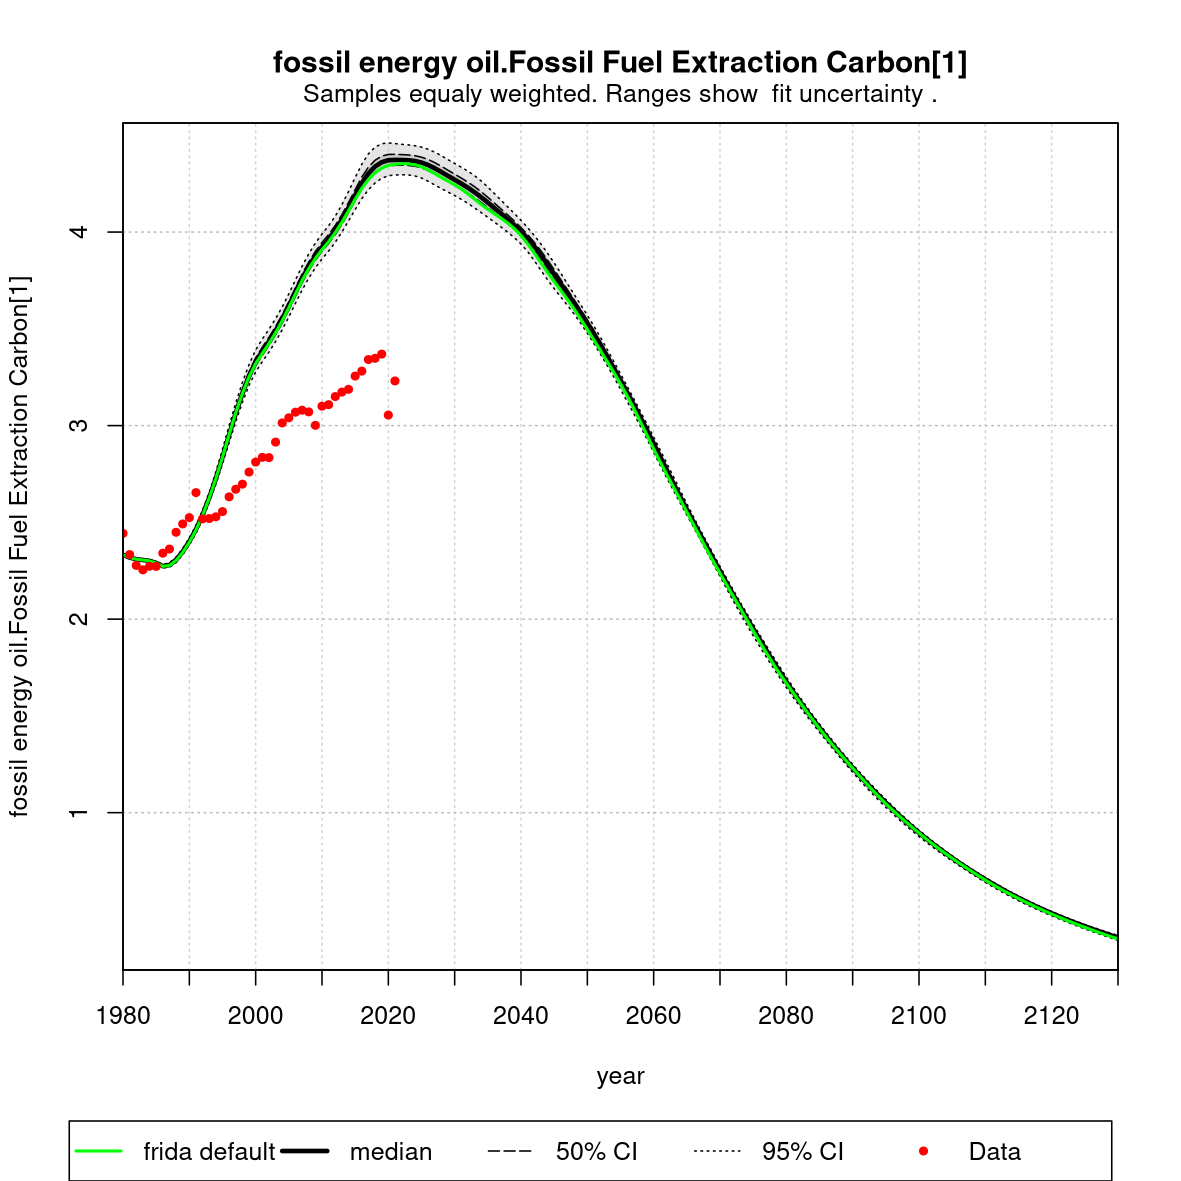 fossil energy oil.Fossil Fuel Extraction Carbon[1]
Samples equaly weighted. Ranges show  fit uncertainty .
fossil energy oil.Fossil Fuel Extraction Carbon[1]
4
3
2
1
1980 2000 2020 2040 2060 2080 2100 2120
year
frida default median 50% CI 95% CI Data